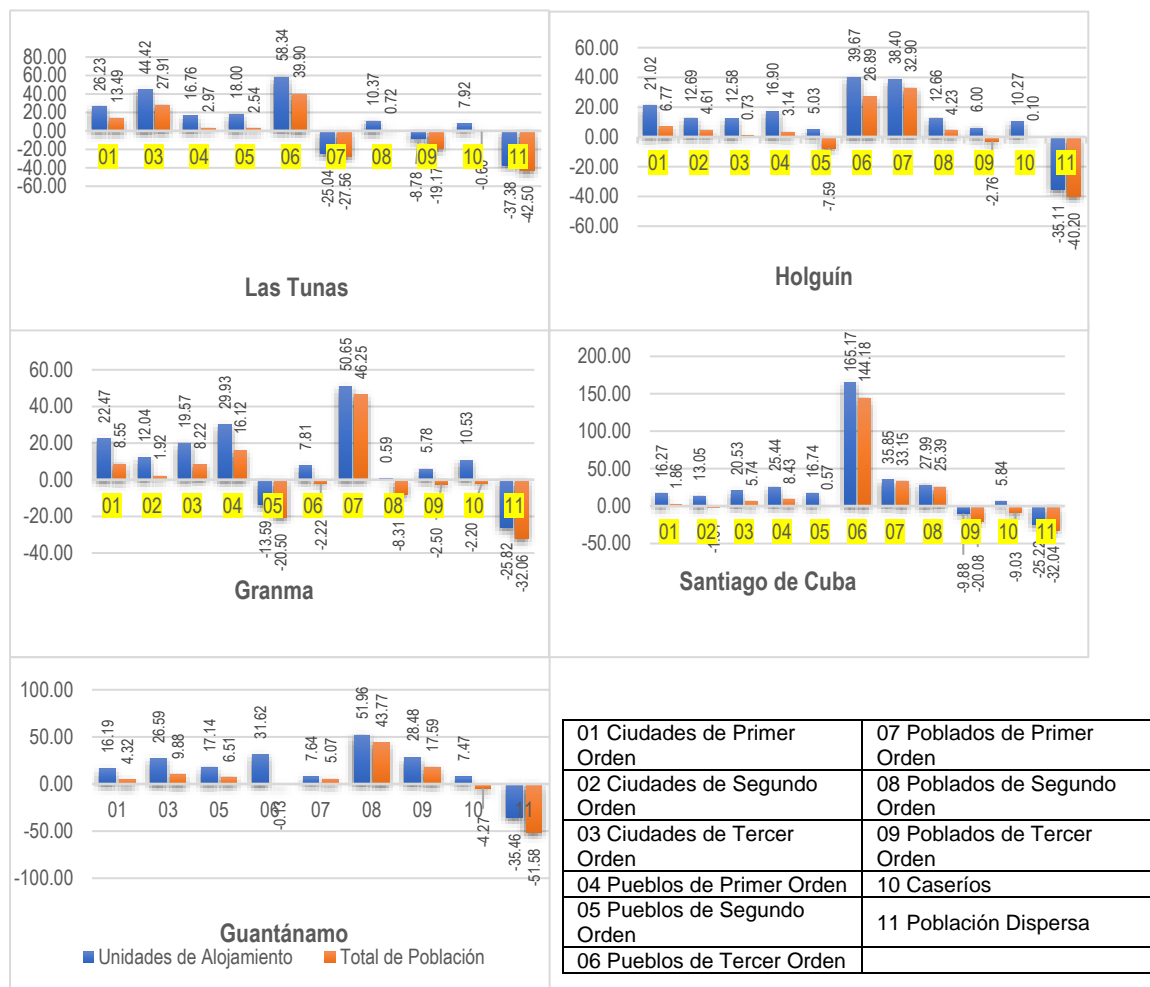 80.00
60.00
40.00
20.00
0.00
-20.00
-40.00
-60.00
26.23 13.49 44.42 27.91 16.76 2.97 18.00 2.54 58.34 39.90 -25.04 -27.56 10.37 0.72 -8.78 -19.17 7.92 -37.38 -42.50
01 03 04 05 06 07 08 09 10 11
Las Tunas
60.00
40.00
20.00
0.00
-20.00
-40.00
-60.00
21.02 6.77 12.69 4.61 12.58 0.73 16.90 3.14 5.03 -7.59 39.67 26.89 38.40 32.90 12.66 4.23 6.00 -2.76 10.27 0.10 -35.11 -40.20
01 02 03 04 05 06 07 08 09 10 11
Holguín
60.00
40.00
20.00
0.00
-20.00
-40.00
22.47 8.55 12.04 1.92 19.57 8.22 29.93 16.12 -13.59 -20.50 7.81 -2.22 50.65 46.25 0.59 -8.31 5.78 -2.50 10.53 -2.20 -25.82 -32.06
01 02 03 04 05 06 07 08 09 10 11
Granma
200.00
150.00
100.00
50.00
0.00
-50.00
16.27 1.86 13.05 20.53 5.74 25.44 8.43 16.74 0.57 165.17 144.18 35.85 33.15 27.99 25.39 -9.88 -20.08 5.84 -9.03 -25.22 -32.04
01 02 03 04 05 06 07 08 09 10 11
Santiago de Cuba
100.00
50.00
0.00
-50.00
-100.00
16.19 4.32 26.59 9.88 17.14 6.51 31.62 -0.13 7.64 5.07 51.96 43.77 28.48 17.59 7.47 -4.27 -35.46 -51.58
01 03 05 06 07 08 09 10 11
Guantánamo
Unidades de Alojamiento Total de Población
01 Ciudades de Primer
Orden
07 Poblados de Primer
Orden
02 Ciudades de Segundo
Orden
08 Poblados de Segundo
Orden
03 Ciudades de Tercer
Orden
09 Poblados de Tercer
Orden
04 Pueblos de Primer Orden
10 Caseríos
05 Pueblos de Segundo
Orden
11 Población Dispersa
06 Pueblos de Tercer Orden